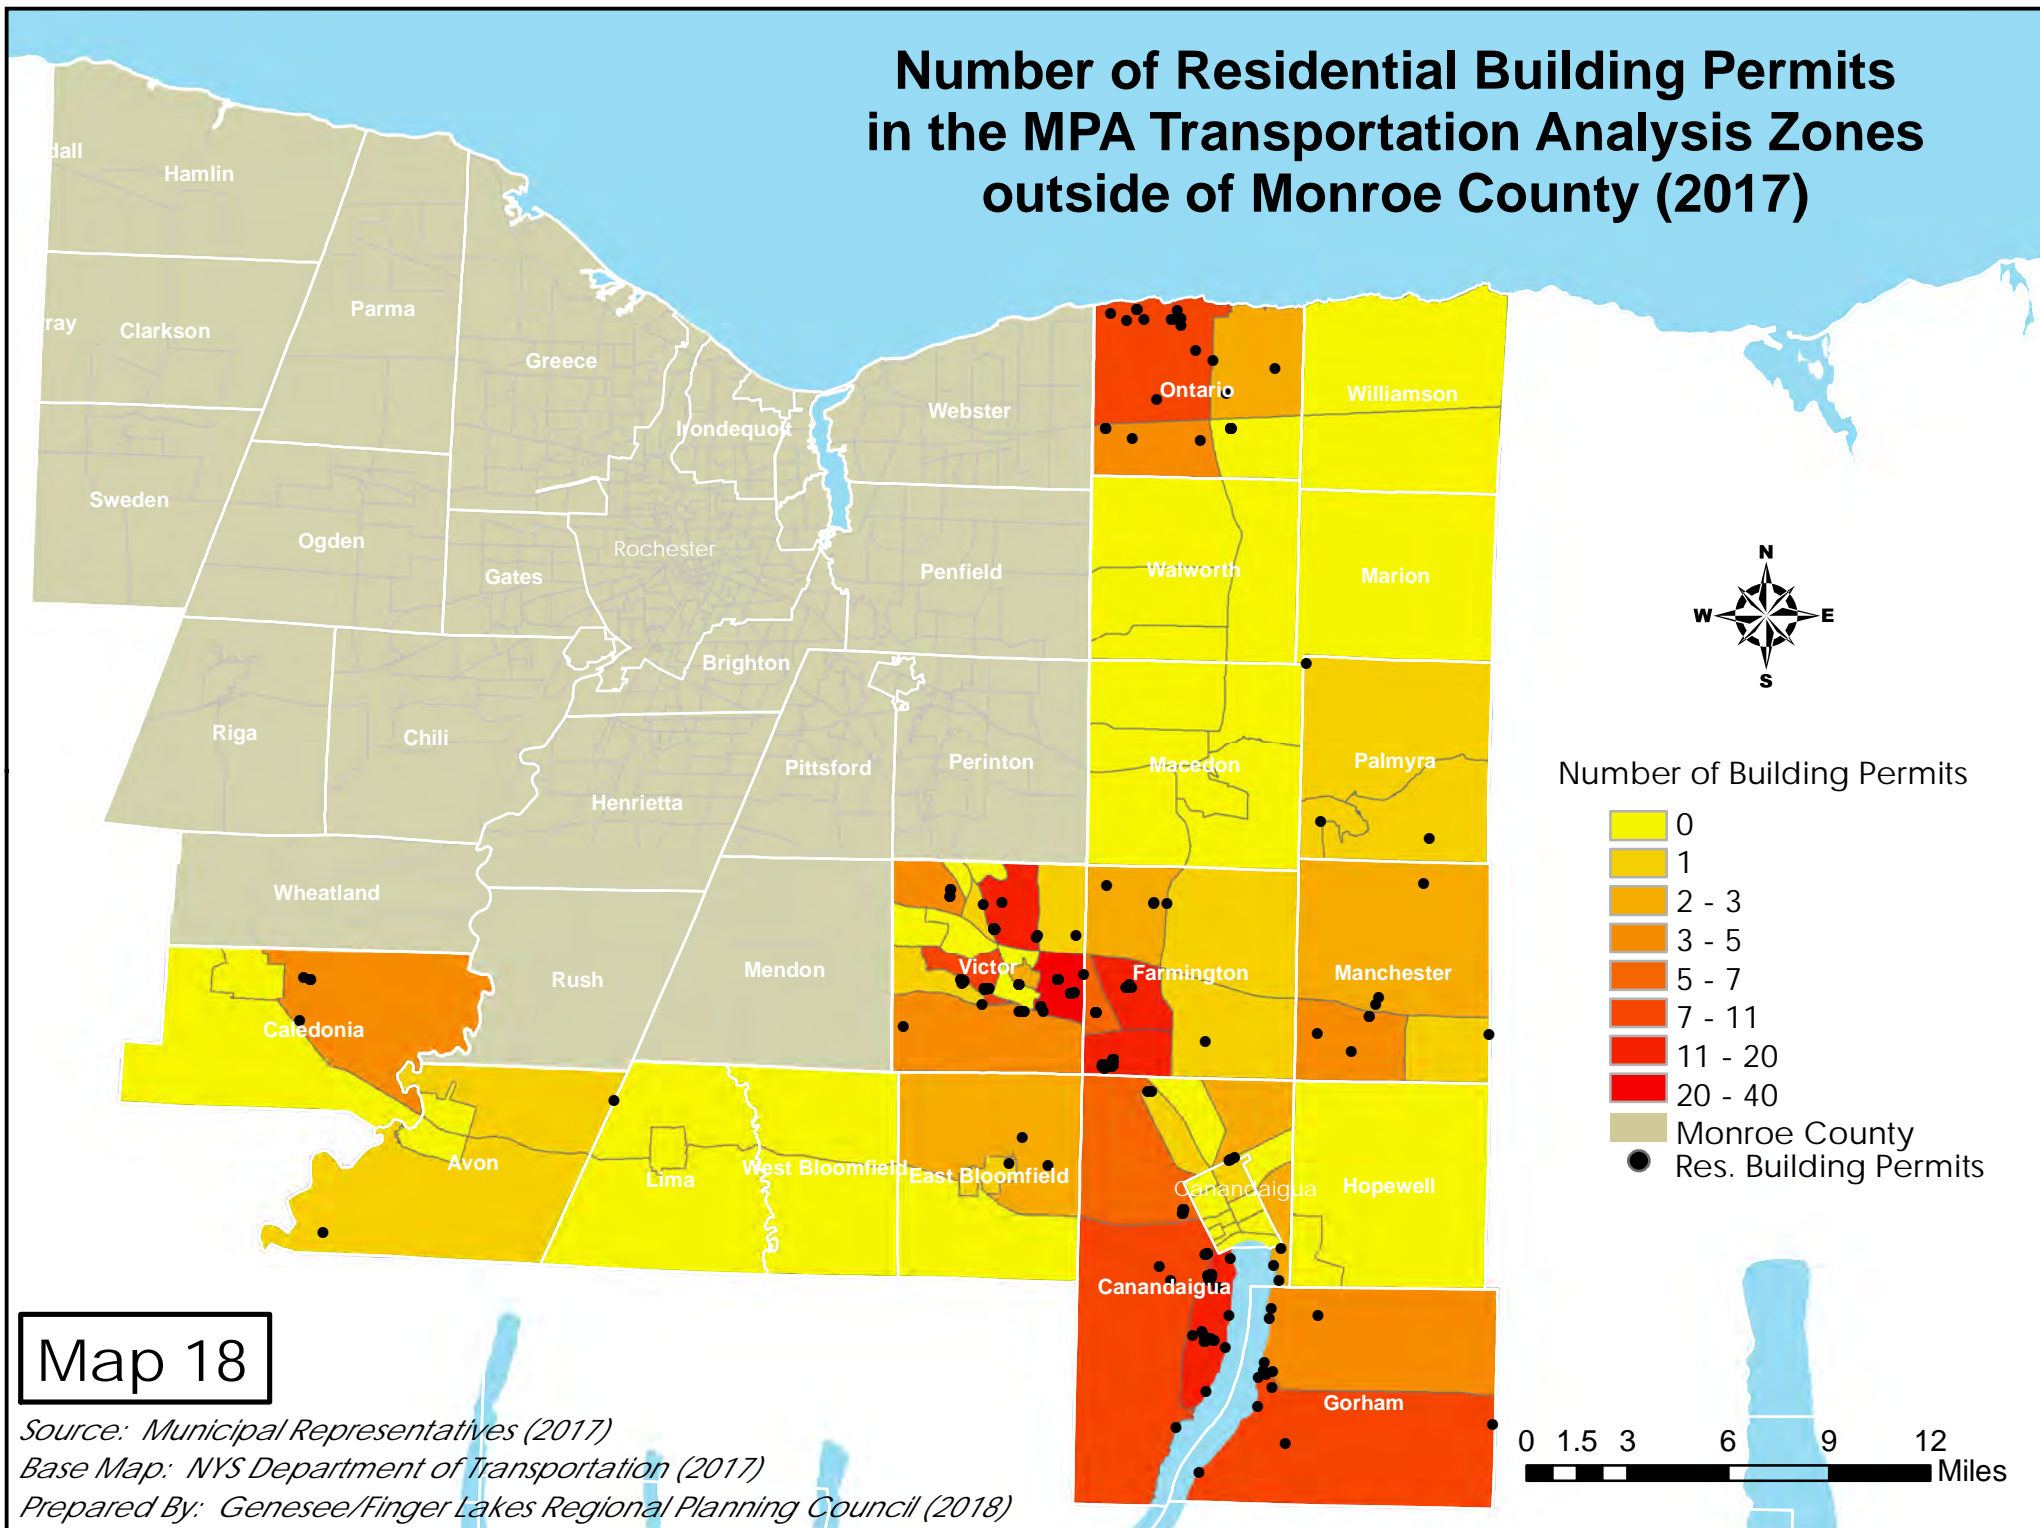 Number of Residential Building Permits
in the MPA Transportation Analysis Zones
outside of Monroe County (2017)
dall
Hamlin
Parma
ray
Clarkson
Greece
Irondequoit
Webster
Ontario
Williamson
Sweden
Ogden
Rochester
Gates
Penfield
Walworth
Marion
N
W
E
S
Brighton
Riga
Chili
Pittsford
Perinton
Macedon
Palmyra
Henrietta
Wheatland
Rush
Mendon
Victor
Farmington
Manchester
Caledonia
Avon
Lima
West Bloomfield
East Bloomfield
Canandaigua
Hopewell
Canandaigua
Gorham
Number of Building Permits
0
1
2 - 3
3 - 5
5 - 7
7 - 11
11 - 20
20 - 40
Monroe County
Res. Building Permits
Map 18
Source: Municipal Representatives (2017)
Base Map: NYS Department of Transportation (2017)
Prepared By: Genesee/Finger Lakes Regional Planning Council (2018)
0 1.5 3 6 9 12
Miles